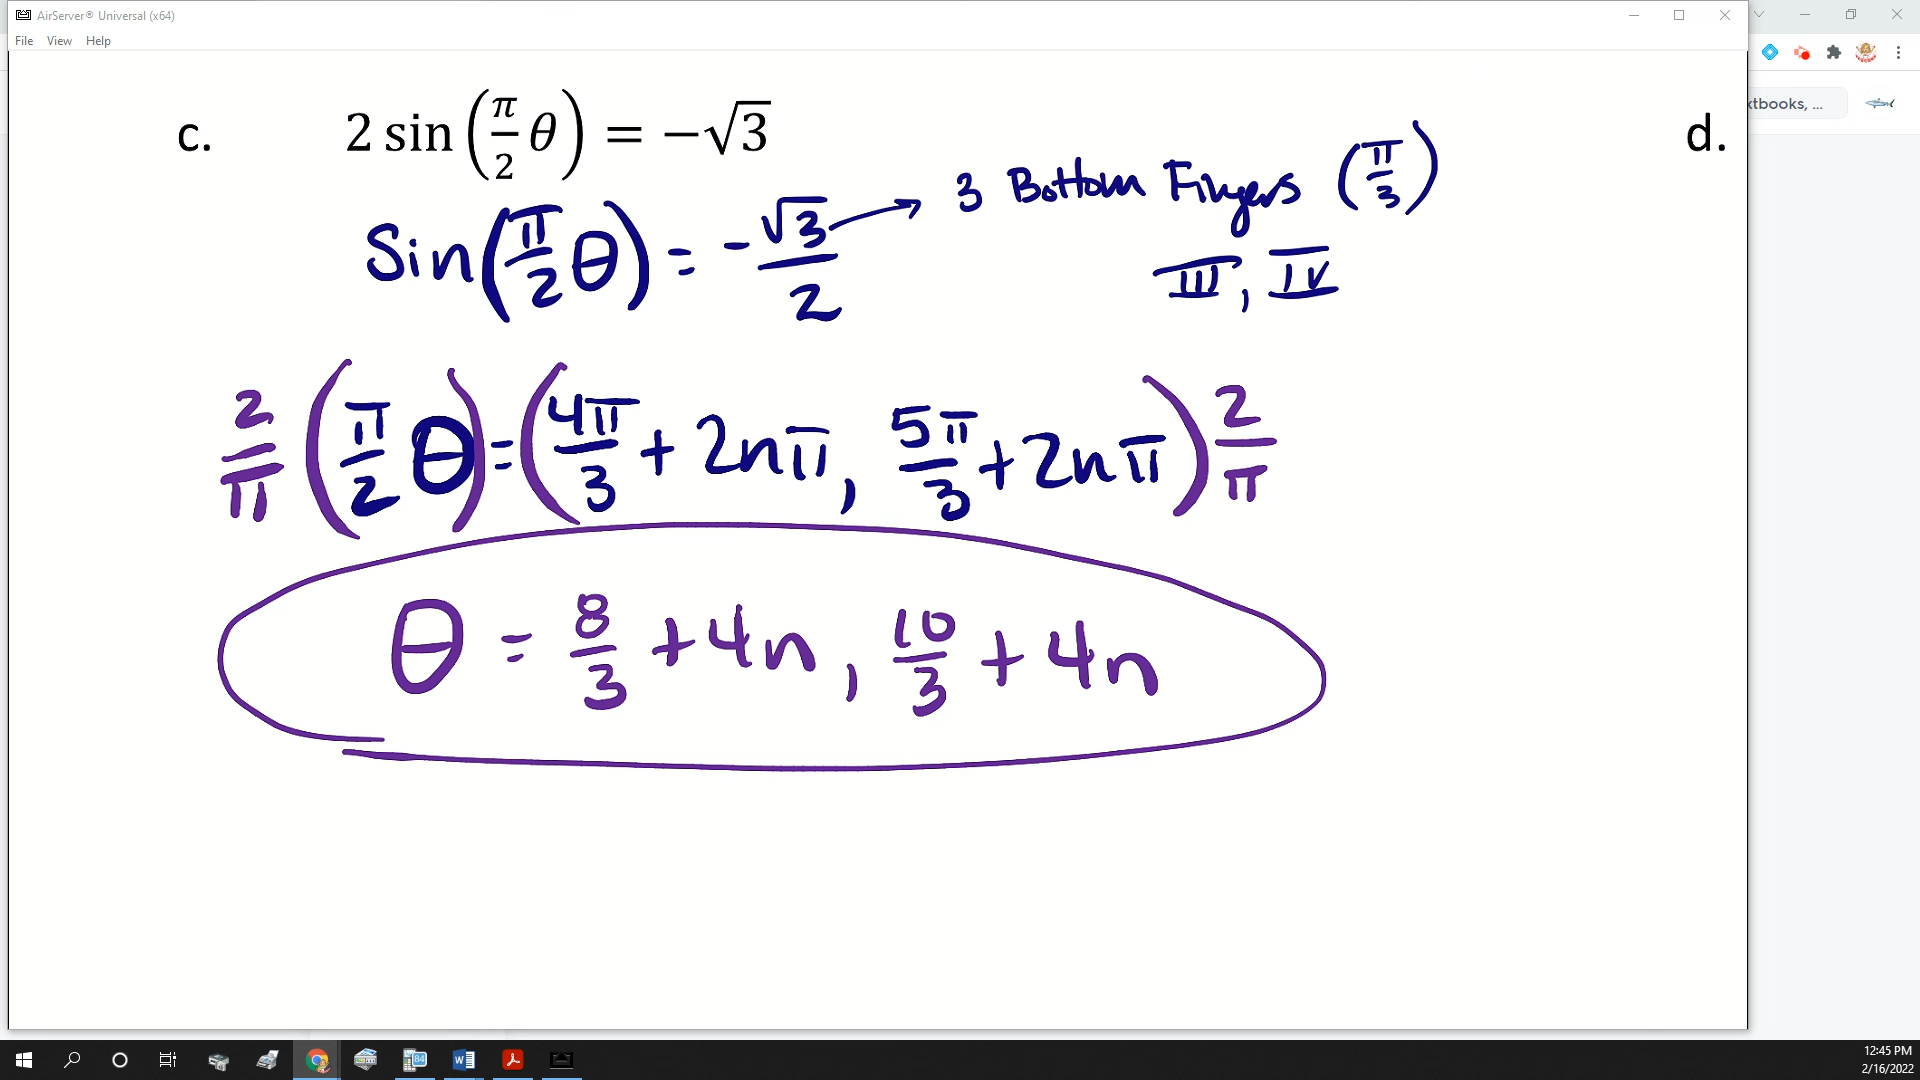 AirServer® Universal (x64)
File View Help
xtbooks, ...
c. 2 sin (π/2 θ) = −√3
d.
Sin(π/2 θ) = -√3/2 → 3 Bottom Fingers (π/3)
III, IV
2/π (π/2 θ) = (4π/3 + 2nπ, 5π/3 + 2nπ) 2/π
θ = 8/3 + 4n, 10/3 + 4n
84
12:45 PM
2/16/2022